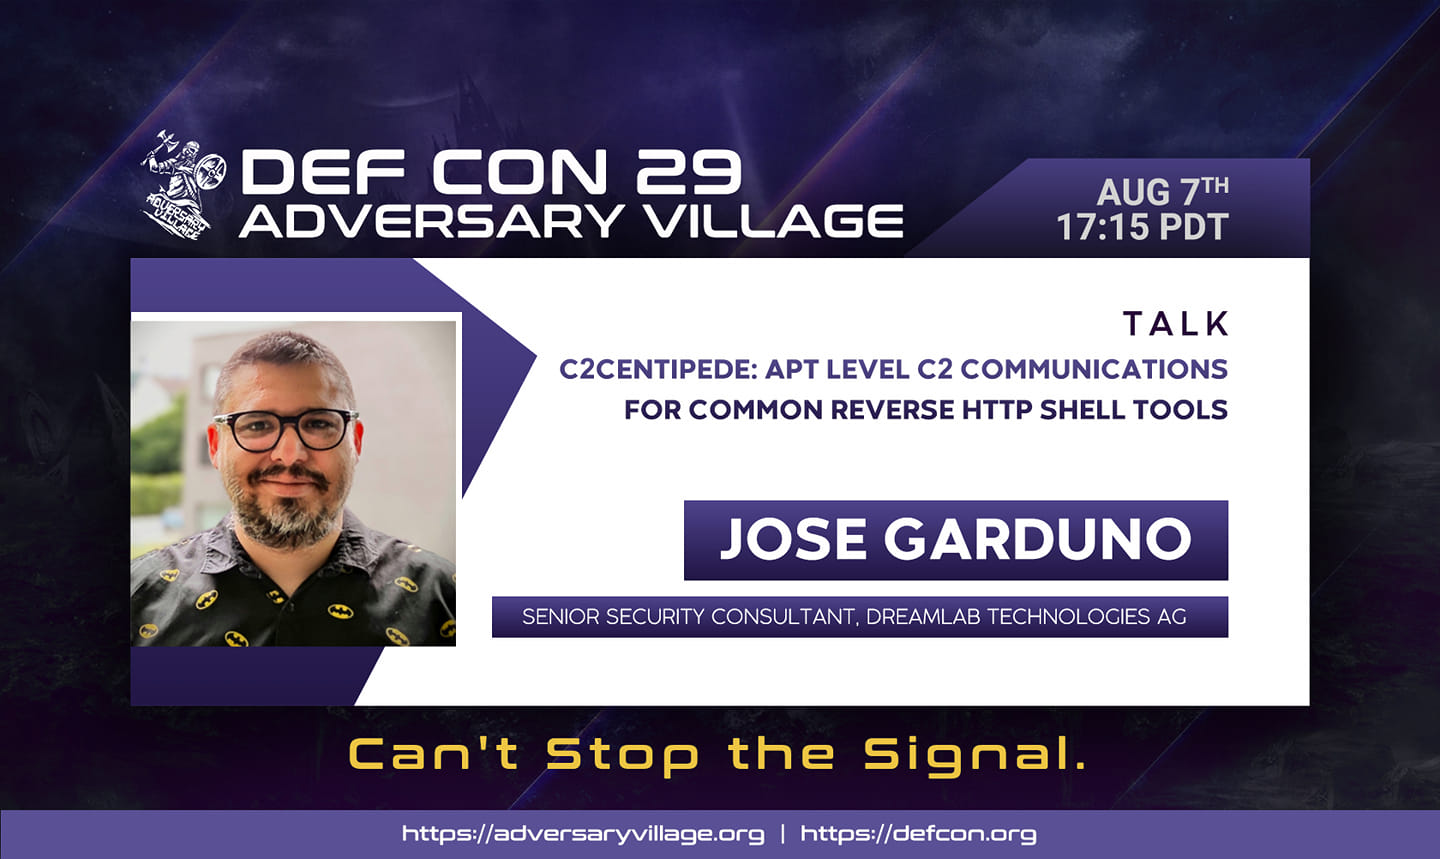 DEF CON 29
ADVERSARY VILLAGE
ADVERSARY
VILLAGE
AUG 7TH
17:15 PDT
TALK
C2CENTIPEDE: APT LEVEL C2 COMMUNICATIONS
FOR COMMON REVERSE HTTP SHELL TOOLS
JOSE GARDUNO
SENIOR SECURITY CONSULTANT, DREAMLAB TECHNOLOGIES AG
Can't Stop the Signal.
https://adversaryvillage.org | https://defcon.org